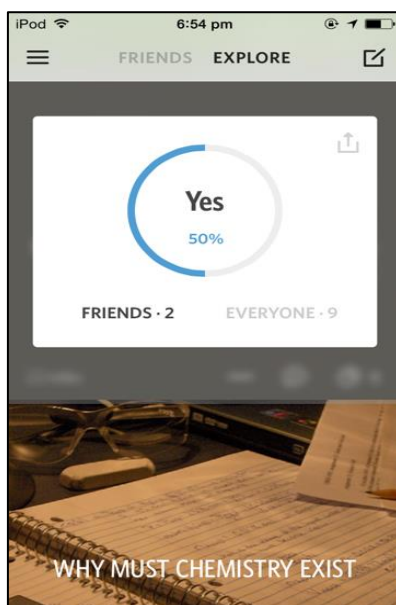 iPod 6:54 pm
FRIENDS EXPLORE
Yes
50%
FRIENDS · 2 EVERYONE · 9
WHY MUST CHEMISTRY EXIST